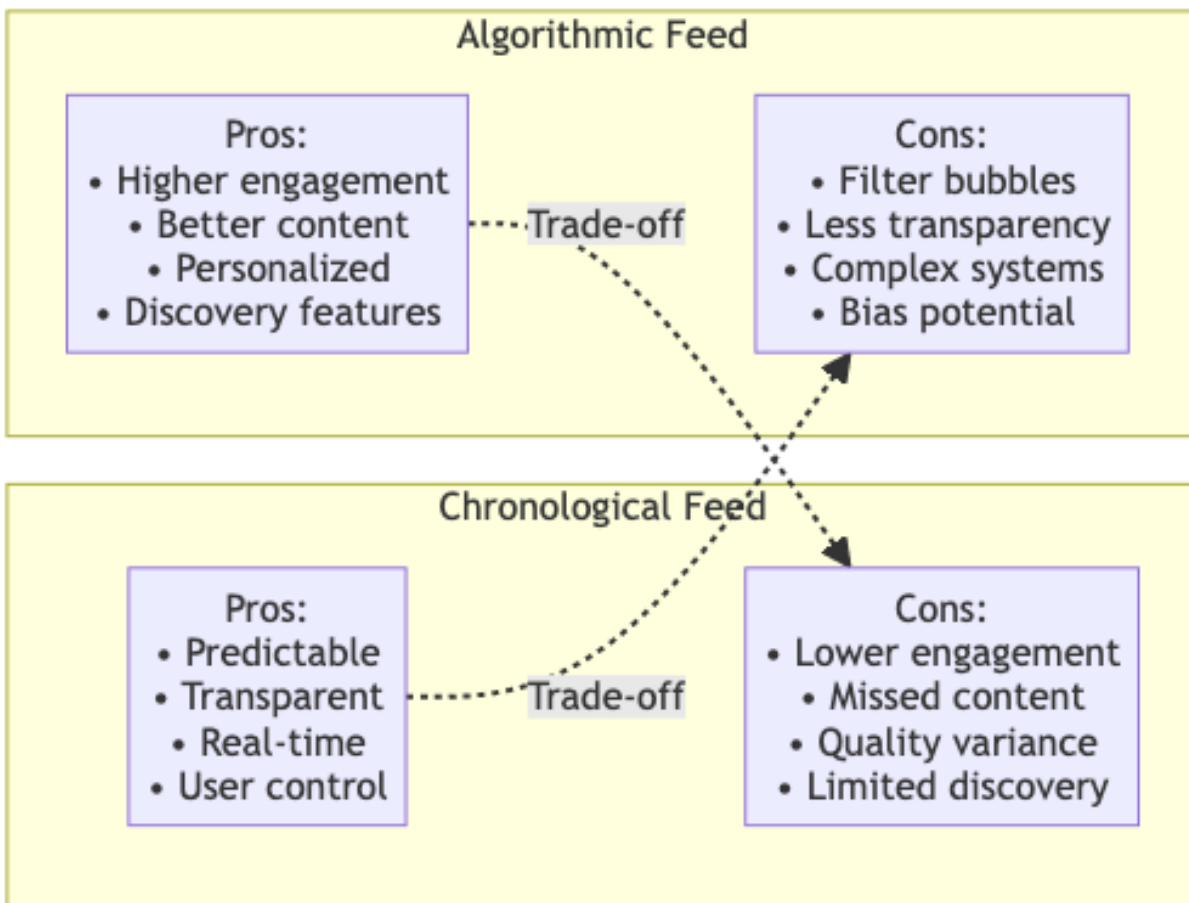 Algorithmic Feed
Pros:
• Higher engagement
• Better content
• Personalized
• Discovery features
Trade-off
Cons:
• Filter bubbles
• Less transparency
• Complex systems
• Bias potential
Chronological Feed
Pros:
• Predictable
• Transparent
• Real-time
• User control
Trade-off
Cons:
• Lower engagement
• Missed content
• Quality variance
• Limited discovery